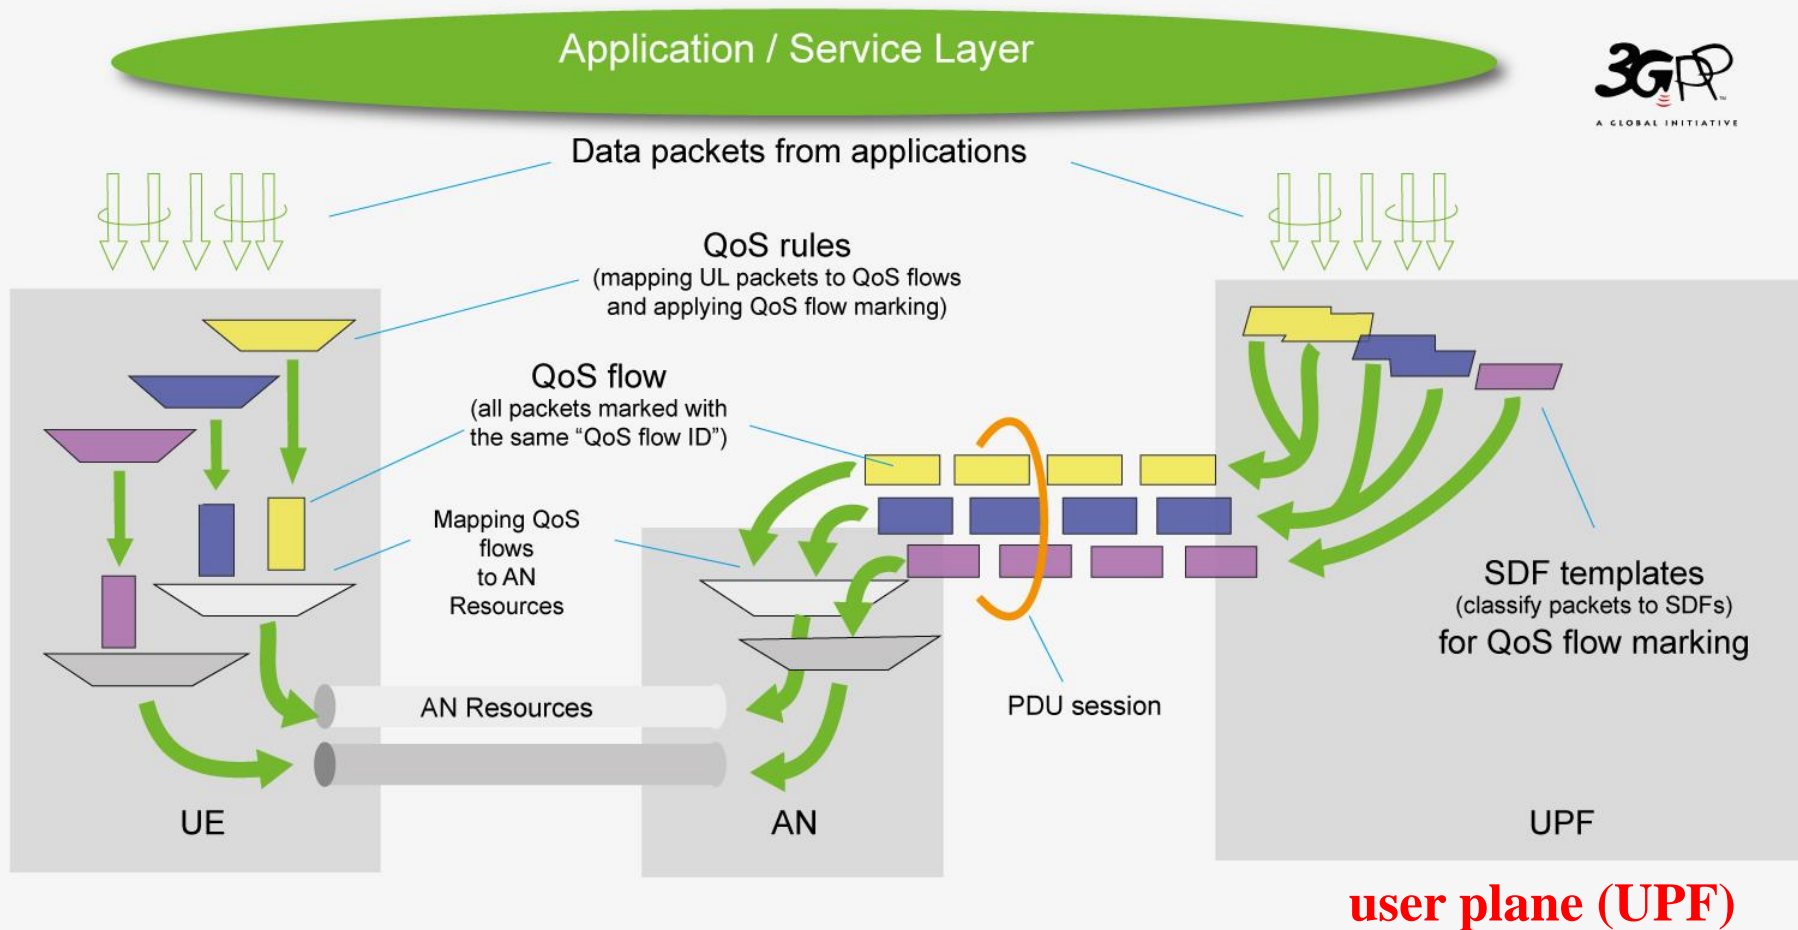 Application / Service Layer
3GPP
TM
A GLOBAL INITIATIVE
Data packets from applications
QoS rules
(mapping UL packets to QoS flows
and applying QoS flow marking)
QoS flow
(all packets marked with
the same “QoS flow ID”)
Mapping QoS
flows
to AN
Resources
SDF templates
(classify packets to SDFs)
for QoS flow marking
AN Resources
PDU session
UE
AN
UPF
user plane (UPF)